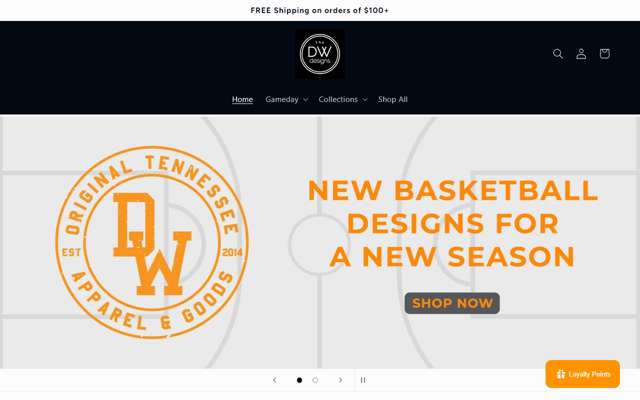 FREE Shipping on orders of $100+
THE
DW
designs
Home
Gameday
Collections
Shop All
ORIGINAL TENNESSEE
DW
EST
2014
APPAREL & GOODS
NEW BASKETBALL
DESIGNS FOR
A NEW SEASON
SHOP NOW
Loyalty Points